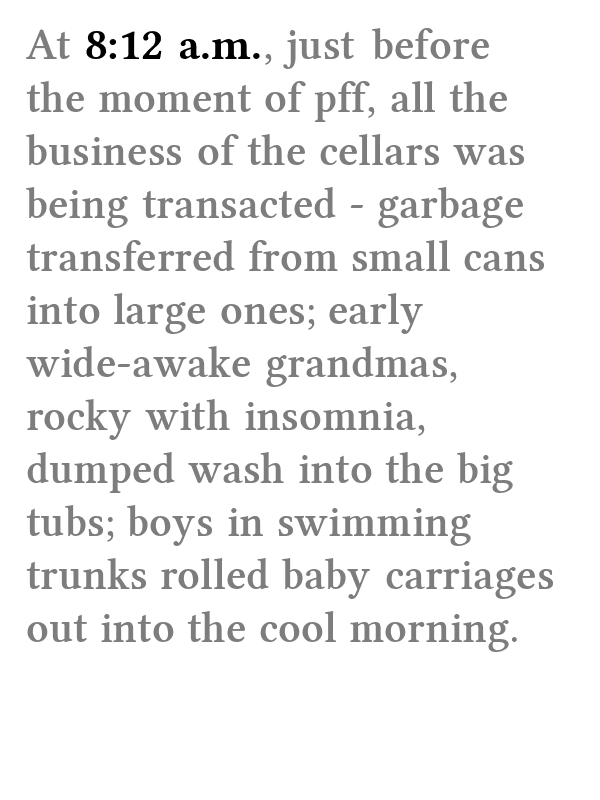 At 8:12 a.m., just before
the moment of pff, all the
business of the cellars was
being transacted - garbage
transferred from small cans
into large ones; early
wide-awake grandmas,
rocky with insomnia,
dumped wash into the big
tubs; boys in swimming
trunks rolled baby carriages
out into the cool morning.